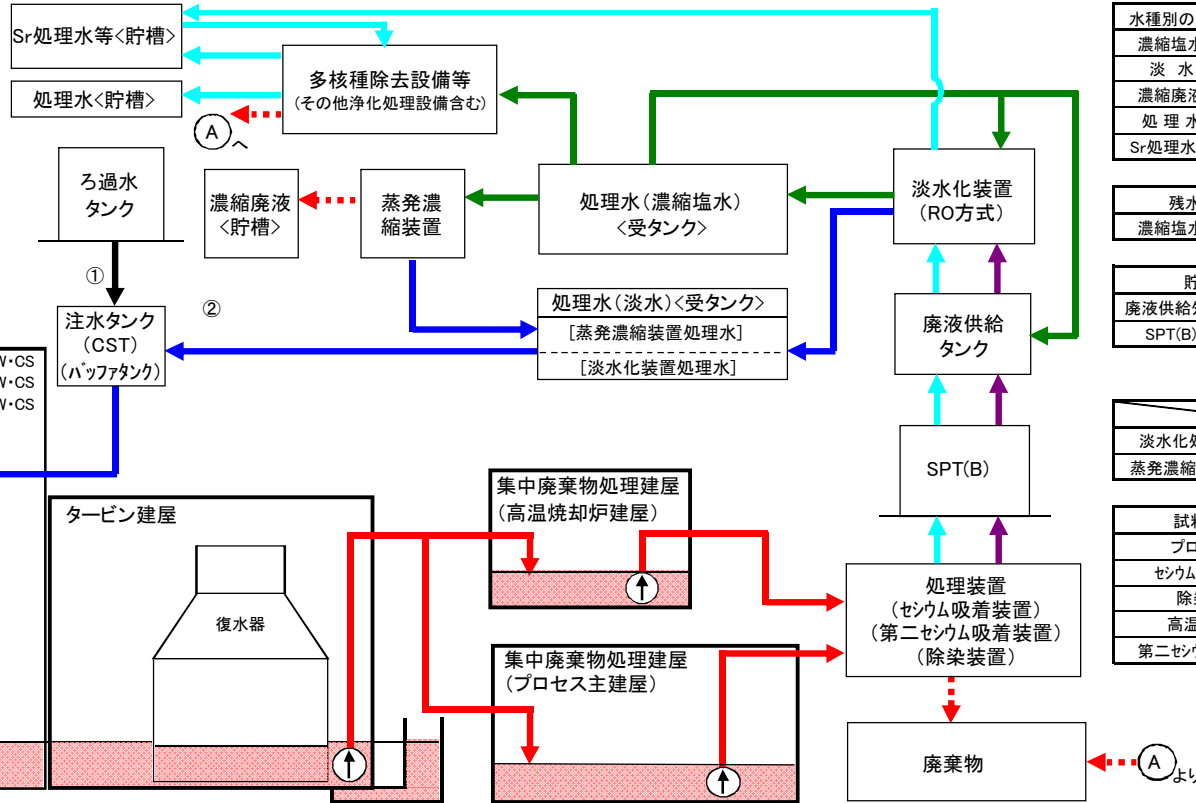 Sr処理水等<貯槽>
処理水<貯槽>
多核種除去設備等
(その他浄化処理設備含む)
A
へ
ろ過水
タンク
①
②
注水タンク
(CST)
(バッファタンク)
濃縮廃液
<貯槽>
蒸発濃
縮装置
処理水(濃縮塩水)
<受タンク>
処理水(淡水)<受タンク>
[蒸発濃縮装置処理水]
[淡水化装置処理水]
淡水化装置
(RO方式)
廃液供給
タンク
SPT(B)
・CS
・CS
・CS
タービン建屋
復水器
集中廃棄物処理建屋
(高温焼却炉建屋)
集中廃棄物処理建屋
(プロセス主建屋)
処理装置
(セシウム吸着装置)
(第二セシウム吸着装置)
(除染装置)
廃棄物
A
より
水種別の
濃縮塩水
淡 水
濃縮廃液
処 理 水
Sr処理水
残水
濃縮塩水
貯
廃液供給
SPT(B)
淡水化処
蒸発濃縮
試料
プロ
セシウム
除染
高温
第二セシウ